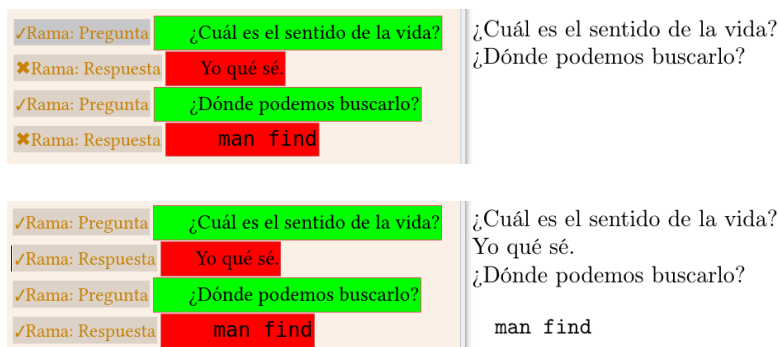 ✓Rama: Pregunta ¿Cuál es el sentido de la vida?
✖Rama: Respuesta Yo qué sé.
✓Rama: Pregunta ¿Dónde podemos buscarlo?
✖Rama: Respuesta man find
¿Cuál es el sentido de la vida?
¿Dónde podemos buscarlo?
✓Rama: Pregunta ¿Cuál es el sentido de la vida?
✓Rama: Respuesta Yo qué sé.
✓Rama: Pregunta ¿Dónde podemos buscarlo?
✓Rama: Respuesta man find
¿Cuál es el sentido de la vida?
Yo qué sé.
¿Dónde podemos buscarlo?
man find